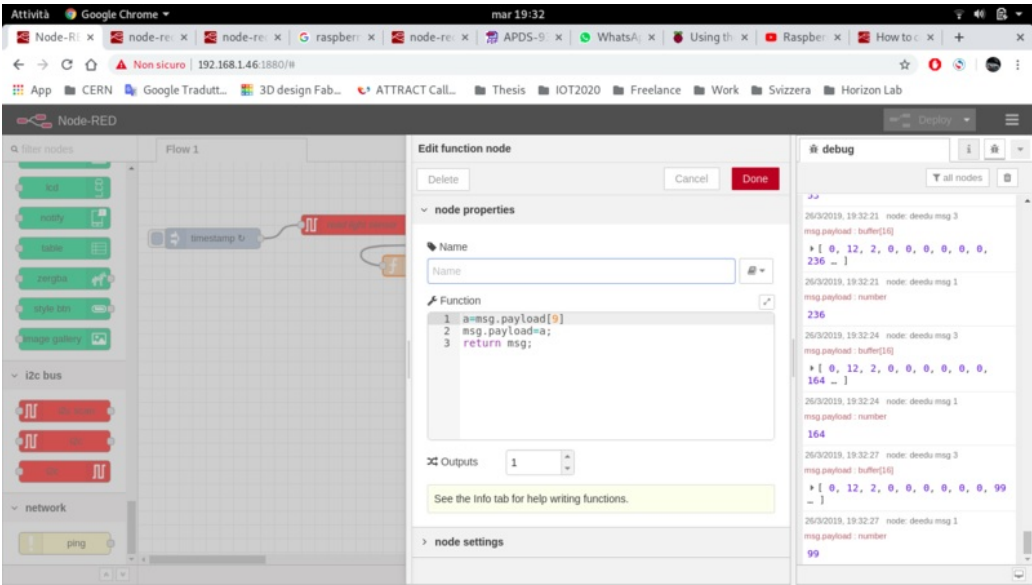 Attività
Google Chrome
mar 19:32
Node-RE
node-rec
node-rec
raspberr
node-rec
APDS-9
WhatsA
Using th
Raspber
How to c
Non sicuro | 192.168.1.46:1880/#
App
CERN
Google Tradutt...
3D design Fab...
ATTRACT Call...
Thesis
IOT2020
Freelance
Work
Svizzera
Horizon Lab
Node-RED
Deploy
filter nodes
lcd
notify
table
zergba
style btn
image gallery
i2c bus
i2c scan
network
ping
Flow 1
timestamp ↻
Edit function node
Delete
Cancel
Done
node properties
Name
Name
Function
1 a=msg.payload[9]
2 msg.payload=a;
3 return msg;
Outputs
1
See the Info tab for help writing functions.
node settings
debug
i
all nodes
26/3/2019, 19:32:21 node: deedu msg 3
msg.payload : buffer[16]
[ 0, 12, 2, 0, 0, 0, 0, 0, 0,
236 … ]
26/3/2019, 19:32:21 node: deedu msg 1
msg.payload : number
236
26/3/2019, 19:32:24 node: deedu msg 3
msg.payload : buffer[16]
[ 0, 12, 2, 0, 0, 0, 0, 0, 0,
164 … ]
26/3/2019, 19:32:24 node: deedu msg 1
msg.payload : number
164
26/3/2019, 19:32:27 node: deedu msg 3
msg.payload : buffer[16]
[ 0, 12, 2, 0, 0, 0, 0, 0, 0, 99
… ]
26/3/2019, 19:32:27 node: deedu msg 1
msg.payload : number
99